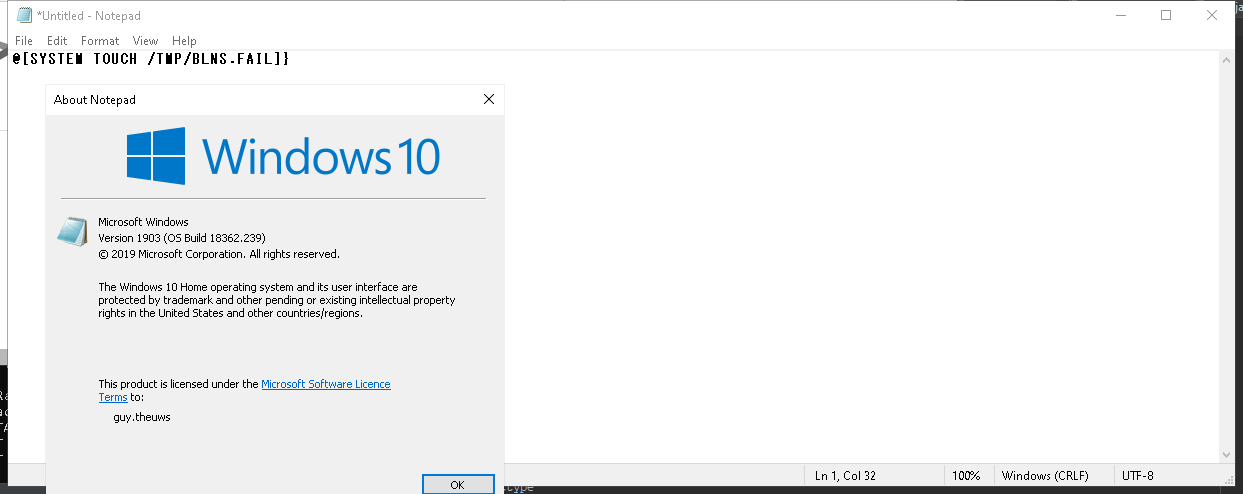 *Untitled - Notepad
File Edit Format View Help
@[SYSTEM TOUCH /TMP/BLNS.FAIL]}
About Notepad
Windows 10
Microsoft Windows
Version 1903 (OS Build 18362.239)
© 2019 Microsoft Corporation. All rights reserved.
The Windows 10 Home operating system and its user interface are
protected by trademark and other pending or existing intellectual property
rights in the United States and other countries/regions.
This product is licensed under the Microsoft Software Licence
Terms to:
guy.theuws
OK
Ln 1, Col 32 100% Windows (CRLF) UTF-8